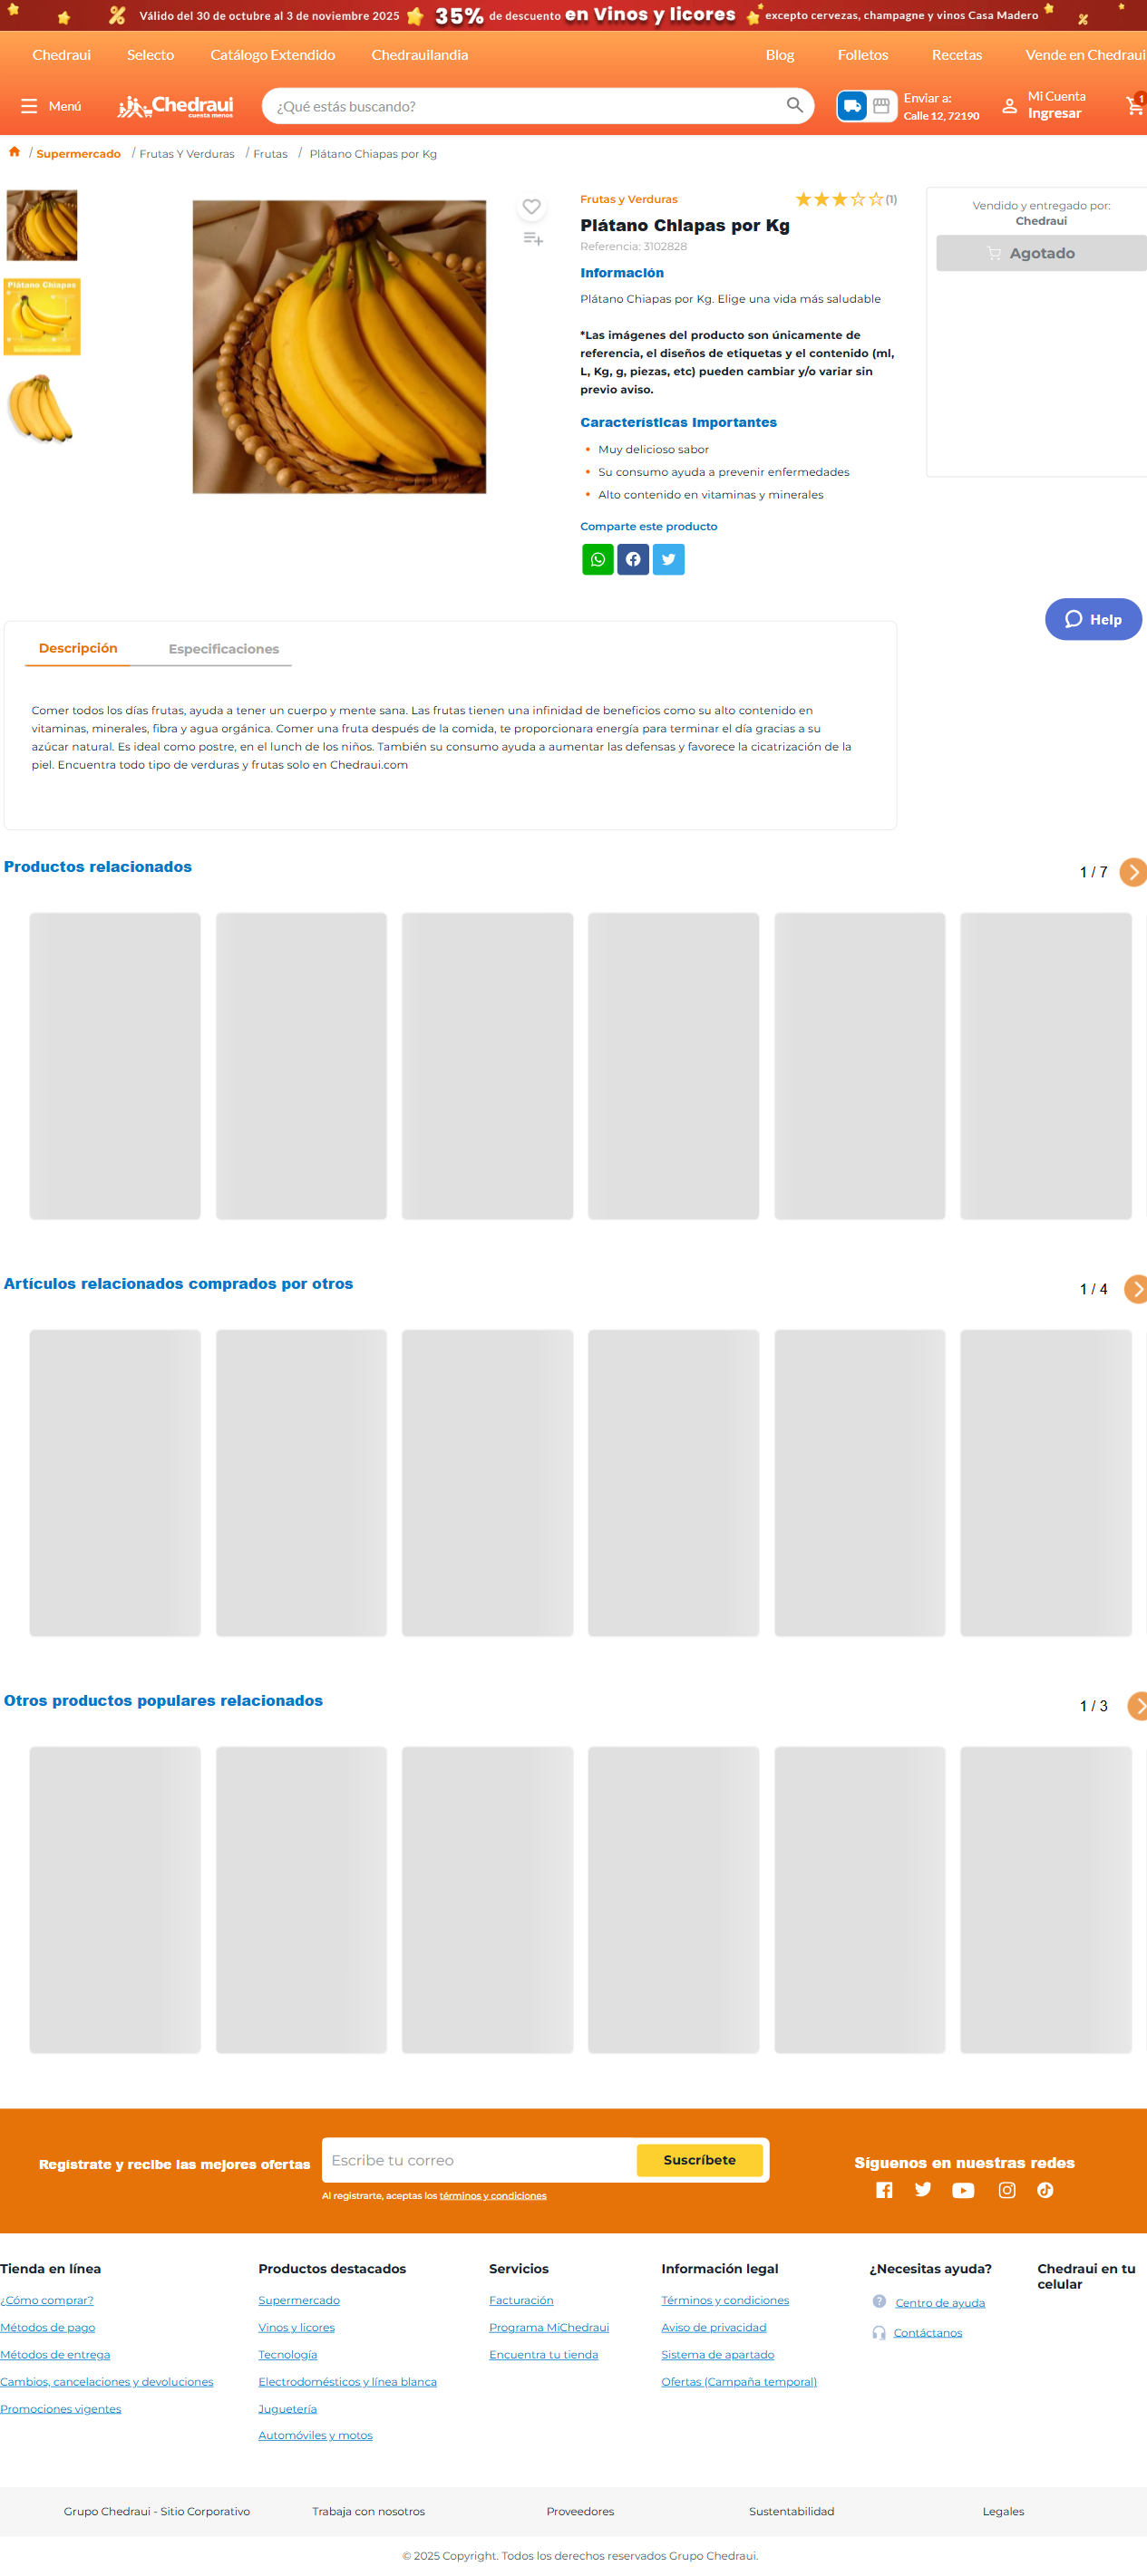 Válido del 30 de octubre al 3 de noviembre 2025 35% de descuento en Vinos y licores excepto cervezas, champagne y vinos Casa Madero
Chedraui Selecto Catálogo Extendido Chedrauilandia Blog Folletos Recetas Vende en Chedraui
Menú Chedraui cuesta menos ¿Qué estás buscando? Enviar a: Mi Cuenta 1
Calle 12, 72190 Ingresar
/ Supermercado / Frutas Y Verduras / Frutas / Plátano Chiapas por Kg
Frutas y Verduras (1)
Plátano Chiapas por Kg
Referencia: 3102828
Información
Plátano Chiapas por Kg. Elige una vida más saludable
*Las imágenes del producto son únicamente de
referencia, el diseños de etiquetas y el contenido (ml,
L, Kg, g, piezas, etc) pueden cambiar y/o variar sin
previo aviso.
Características Importantes
Muy delicioso sabor
Su consumo ayuda a prevenir enfermedades
Alto contenido en vitaminas y minerales
Comparte este producto
Vendido y entregado por:
Chedraui
Agotado
Plátano Chiapas
Help
Descripción Especificaciones
Comer todos los días frutas, ayuda a tener un cuerpo y mente sana. Las frutas tienen una infinidad de beneficios como su alto contenido en
vitaminas, minerales, fibra y agua orgánica. Comer una fruta después de la comida, te proporcionara energía para terminar el día gracias a su
azúcar natural. Es ideal como postre, en el lunch de los niños. También su consumo ayuda a aumentar las defensas y favorece la cicatrización de la
piel. Encuentra todo tipo de verduras y frutas solo en Chedraui.com
Productos relacionados 1 / 7
Artículos relacionados comprados por otros 1 / 4
Otros productos populares relacionados 1 / 3
Regístrate y recibe las mejores ofertas Escribe tu correo Suscríbete
Al registrarte, aceptas los términos y condiciones
Síguenos en nuestras redes
Tienda en línea
¿Cómo comprar?
Métodos de pago
Métodos de entrega
Cambios, cancelaciones y devoluciones
Promociones vigentes
Productos destacados
Supermercado
Vinos y licores
Tecnología
Electrodomésticos y línea blanca
Juguetería
Automóviles y motos
Servicios
Facturación
Programa MiChedraui
Encuentra tu tienda
Información legal
Términos y condiciones
Aviso de privacidad
Sistema de apartado
Ofertas (Campaña temporal)
¿Necesitas ayuda?
Centro de ayuda
Contáctanos
Chedraui en tu
celular
Grupo Chedraui - Sitio Corporativo Trabaja con nosotros Proveedores Sustentabilidad Legales
© 2025 Copyright. Todos los derechos reservados Grupo Chedraui.